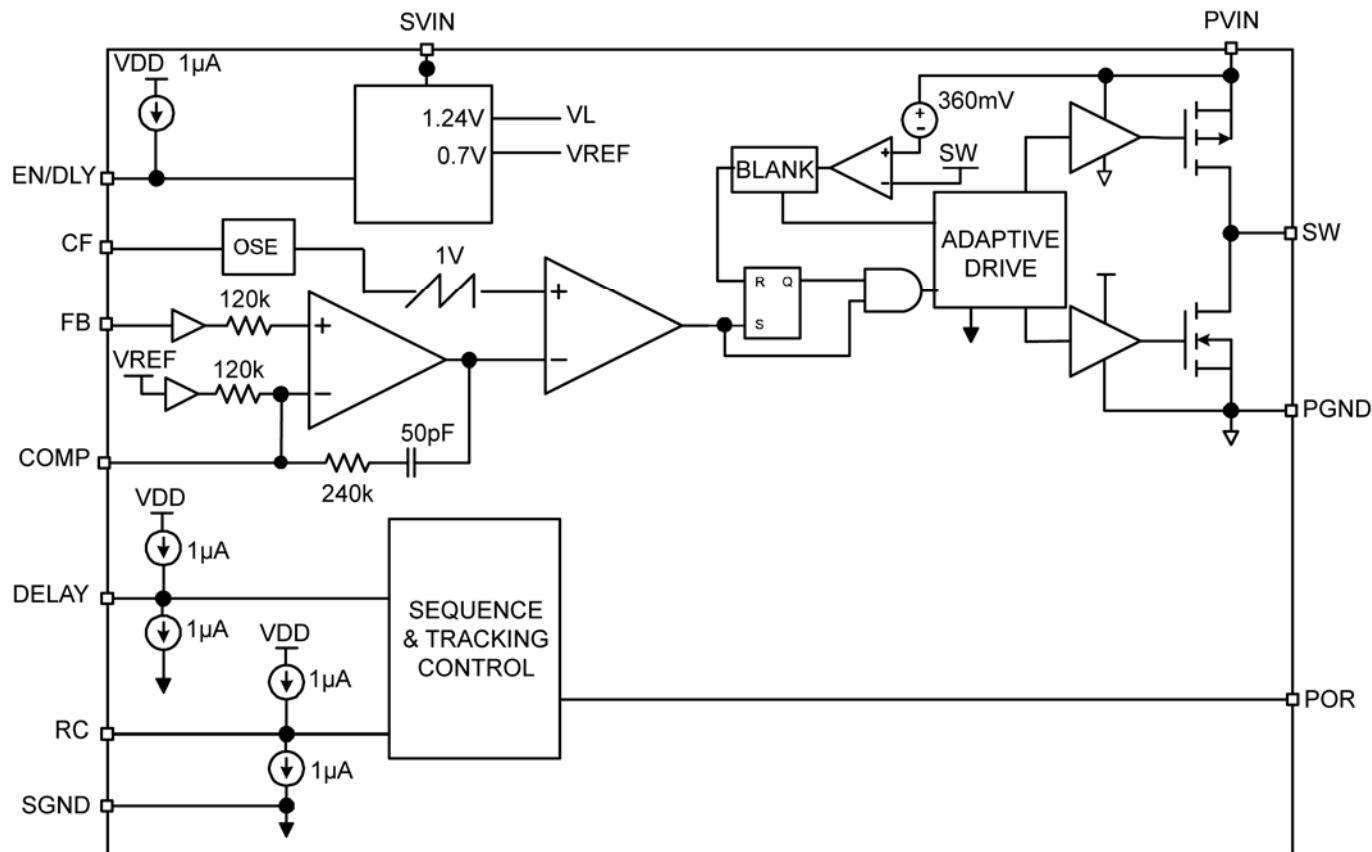 SVIN
PVIN
VDD 1µA
1.24V
VL
0.7V
VREF
EN/DLY
360mV
SW
BLANK
CF
OSE
1V
ADAPTIVE
DRIVE
SW
R Q
S
FB
120k
+
−
VREF
120k
+
−
+
−
+
−
PGND
COMP
50pF
240k
VDD
1µA
DELAY
1µA
SEQUENCE
& TRACKING
CONTROL
VDD
1µA
RC
1µA
POR
SGND